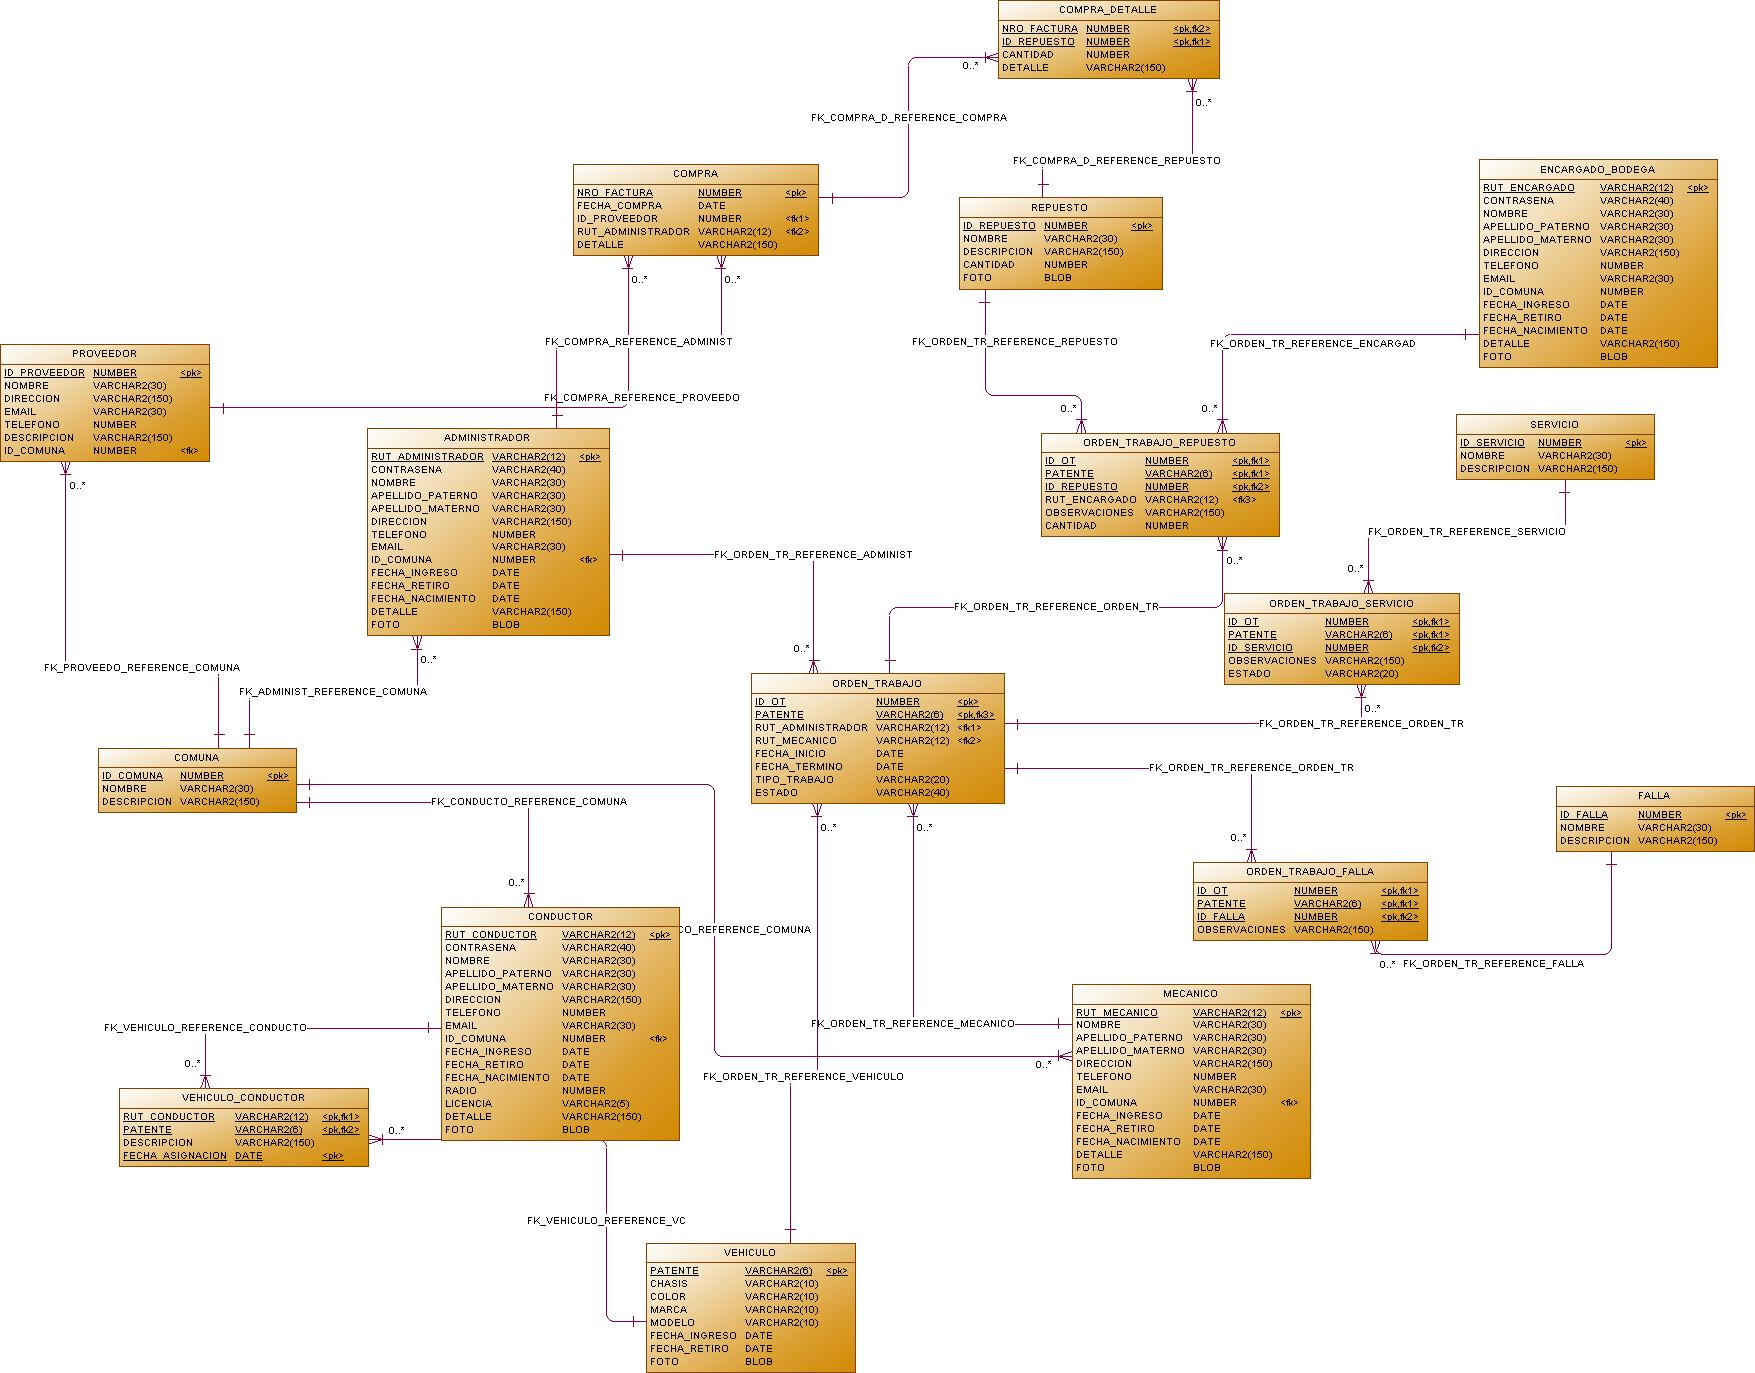 COMPRA_DETALLE
NRO_FACTURA NUMBER <pk,fk2>
ID_REPUESTO NUMBER <pk,fk1>
CANTIDAD NUMBER
DETALLE VARCHAR2(150)
0..*
0..*
FK_COMPRA_D_REFERENCE_COMPRA
FK_COMPRA_D_REFERENCE_REPUESTO
COMPRA
NRO_FACTURA NUMBER <pk>
FECHA_COMPRA DATE
ID_PROVEEDOR NUMBER <fk1>
RUT_ADMINISTRADOR VARCHAR2(12) <fk2>
DETALLE VARCHAR2(150)
0..*
0..*
REPUESTO
ID_REPUESTO NUMBER <pk>
NOMBRE VARCHAR2(30)
DESCRIPCION VARCHAR2(150)
CANTIDAD NUMBER
FOTO BLOB
ENCARGADO_BODEGA
RUT_ENCARGADO VARCHAR2(12) <pk>
CONTRASENA VARCHAR2(40)
NOMBRE VARCHAR2(30)
APELLIDO_PATERNO VARCHAR2(30)
APELLIDO_MATERNO VARCHAR2(30)
DIRECCION VARCHAR2(150)
TELEFONO NUMBER
EMAIL VARCHAR2(30)
ID_COMUNA NUMBER
FECHA_INGRESO DATE
FECHA_RETIRO DATE
FECHA_NACIMIENTO DATE
DETALLE VARCHAR2(150)
FOTO BLOB
FK_COMPRA_REFERENCE_ADMINIST
FK_ORDEN_TR_REFERENCE_REPUESTO
FK_ORDEN_TR_REFERENCE_ENCARGAD
FK_COMPRA_REFERENCE_PROVEEDO
0..*
0..*
PROVEEDOR
ID_PROVEEDOR NUMBER <pk>
NOMBRE VARCHAR2(30)
DIRECCION VARCHAR2(150)
EMAIL VARCHAR2(30)
TELEFONO NUMBER
DESCRIPCION VARCHAR2(150)
ID_COMUNA NUMBER <fk>
0..*
ADMINISTRADOR
RUT_ADMINISTRADOR VARCHAR2(12) <pk>
CONTRASENA VARCHAR2(40)
NOMBRE VARCHAR2(30)
APELLIDO_PATERNO VARCHAR2(30)
APELLIDO_MATERNO VARCHAR2(30)
DIRECCION VARCHAR2(150)
TELEFONO NUMBER
EMAIL VARCHAR2(30)
ID_COMUNA NUMBER <fk>
FECHA_INGRESO DATE
FECHA_RETIRO DATE
FECHA_NACIMIENTO DATE
DETALLE VARCHAR2(150)
FOTO BLOB
0..*
ORDEN_TRABAJO_REPUESTO
ID_OT NUMBER <pk,fk1>
PATENTE VARCHAR2(6) <pk,fk1>
ID_REPUESTO NUMBER <pk,fk2>
RUT_ENCARGADO VARCHAR2(12) <fk3>
OBSERVACIONES VARCHAR2(150)
CANTIDAD NUMBER
0..*
SERVICIO
ID_SERVICIO NUMBER <pk>
NOMBRE VARCHAR2(30)
DESCRIPCION VARCHAR2(150)
FK_ORDEN_TR_REFERENCE_SERVICIO
0..*
FK_ORDEN_TR_REFERENCE_ADMINIST
FK_ORDEN_TR_REFERENCE_ORDEN_TR
0..*
ORDEN_TRABAJO_SERVICIO
ID_OT NUMBER <pk,fk1>
PATENTE VARCHAR2(6) <pk,fk1>
ID_SERVICIO NUMBER <pk,fk2>
OBSERVACIONES VARCHAR2(150)
ESTADO VARCHAR2(20)
0..*
FK_PROVEEDO_REFERENCE_COMUNA
FK_ADMINIST_REFERENCE_COMUNA
ORDEN_TRABAJO
ID_OT NUMBER <pk>
PATENTE VARCHAR2(6) <pk,fk3>
RUT_ADMINISTRADOR VARCHAR2(12) <fk1>
RUT_MECANICO VARCHAR2(12) <fk2>
FECHA_INICIO DATE
FECHA_TERMINO DATE
TIPO_TRABAJO VARCHAR2(20)
ESTADO VARCHAR2(40)
0..*
0..*
FK_ORDEN_TR_REFERENCE_ORDEN_TR
FK_ORDEN_TR_REFERENCE_ORDEN_TR
COMUNA
ID_COMUNA NUMBER <pk>
NOMBRE VARCHAR2(30)
DESCRIPCION VARCHAR2(150)
FK_CONDUCTO_REFERENCE_COMUNA
0..*
0..*
FALLA
ID_FALLA NUMBER <pk>
NOMBRE VARCHAR2(30)
DESCRIPCION VARCHAR2(150)
ORDEN_TRABAJO_FALLA
ID_OT NUMBER <pk,fk1>
PATENTE VARCHAR2(6) <pk,fk1>
ID_FALLA NUMBER <pk,fk2>
OBSERVACIONES VARCHAR2(150)
0..*
FK_ORDEN_TR_REFERENCE_FALLA
CONDUCTOR
RUT_CONDUCTOR VARCHAR2(12) <pk>
CONTRASENA VARCHAR2(40)
NOMBRE VARCHAR2(30)
APELLIDO_PATERNO VARCHAR2(30)
APELLIDO_MATERNO VARCHAR2(30)
DIRECCION VARCHAR2(150)
TELEFONO NUMBER
EMAIL VARCHAR2(30)
ID_COMUNA NUMBER <fk>
FECHA_INGRESO DATE
FECHA_RETIRO DATE
FECHA_NACIMIENTO DATE
RADIO NUMBER
LICENCIA VARCHAR2(5)
DETALLE VARCHAR2(150)
FOTO BLOB
CO_REFERENCE_COMUNA
MECANICO
RUT_MECANICO VARCHAR2(12) <pk>
NOMBRE VARCHAR2(30)
APELLIDO_PATERNO VARCHAR2(30)
APELLIDO_MATERNO VARCHAR2(30)
DIRECCION VARCHAR2(150)
TELEFONO NUMBER
EMAIL VARCHAR2(30)
ID_COMUNA NUMBER <fk>
FECHA_INGRESO DATE
FECHA_RETIRO DATE
FECHA_NACIMIENTO DATE
DETALLE VARCHAR2(150)
FOTO BLOB
FK_ORDEN_TR_REFERENCE_MECANICO
0..*
FK_VEHICULO_REFERENCE_CONDUCTO
0..*
FK_ORDEN_TR_REFERENCE_VEHICULO
VEHICULO_CONDUCTOR
RUT_CONDUCTOR VARCHAR2(12) <pk,fk1>
PATENTE VARCHAR2(6) <pk,fk2>
DESCRIPCION VARCHAR2(150)
FECHA_ASIGNACION DATE <pk>
0..*
FK_VEHICULO_REFERENCE_VC
VEHICULO
PATENTE VARCHAR2(6) <pk>
CHASIS VARCHAR2(10)
COLOR VARCHAR2(10)
MARCA VARCHAR2(10)
MODELO VARCHAR2(10)
FECHA_INGRESO DATE
FECHA_RETIRO DATE
FOTO BLOB